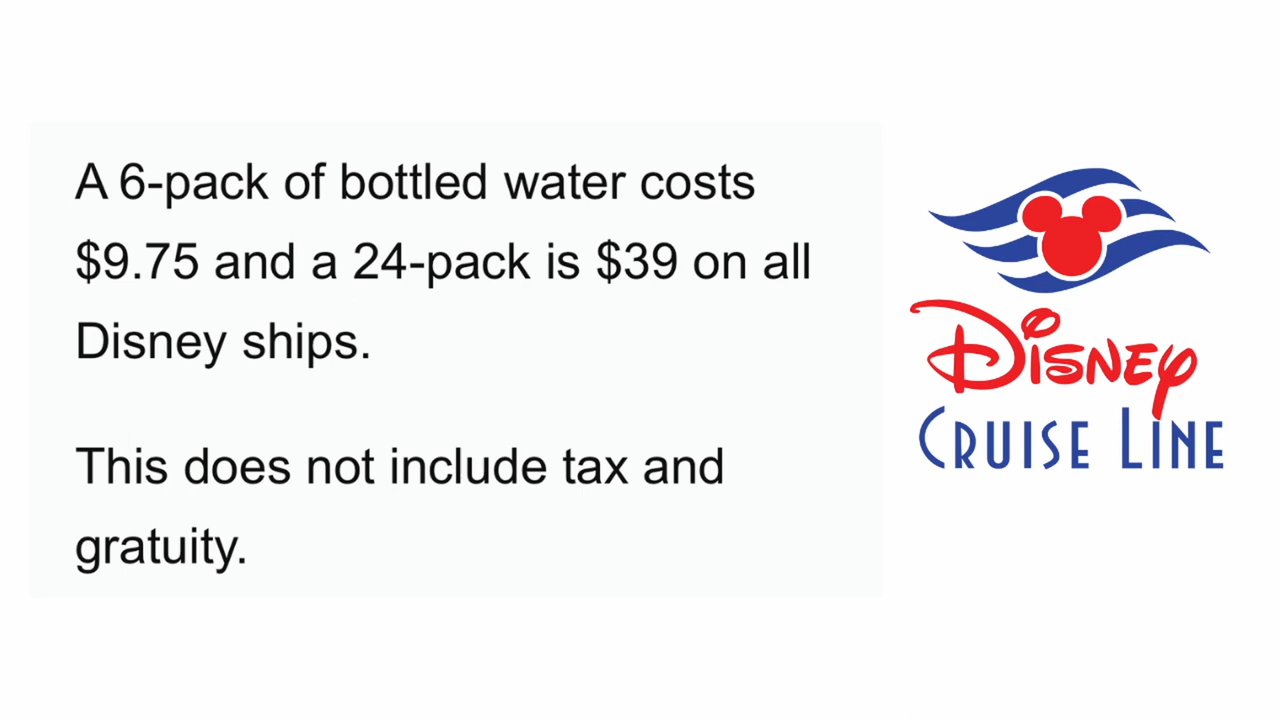 A 6-pack of bottled water costs
$9.75 and a 24-pack is $39 on all
Disney ships.
This does not include tax and
gratuity.
Disney
Cruise Line